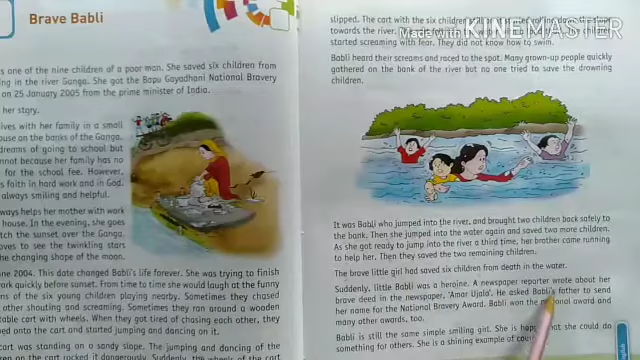 Brave Babli
is one of the nine children of a poor man. She saved six children from
ing in the river Ganga. She got the Bapu Gayadhani National Bravery
on 25 January 2005 from the prime minister of India.
her story.
ives with her family in a small
ouse on the banks of the Ganga.
dreams of going to school but
nnot because her family has no
for the school fee. However,
s faith in hard work and in God.
always smiling and helpful.
ways helps her mother with work
house. In the evening, she goes
tch the sunset over the Ganga.
oves to see the twinkling stars
the changing shape of the moon.
ne 2004. This date changed Babli's life forever. She was trying to finish
ork quickly before sunset. From time to time she would laugh at the funny
ns of the six young children playing nearby. Sometimes they chased
other shouting and screaming. Sometimes they ran around a wooden
table cart with wheels. When they got tired of chasing each other, they
ped onto the cart and started jumping and dancing on it.
cart was standing on a sandy slope. The jumping and dancing of the
en on the cart rocked it dangerously. Suddenly, the wheels of the cart
slipped. The cart with the six children
towards the river.
started screaming with fear. They did not know how to swim.
Made with KINEMASTER
Babli heard their screams and raced to the spot. Many grown-up people quickly
gathered on the bank of the river but no one tried to save the drowning
children.
It was Babli who jumped into the river, and brought two children back safely to
the bank. Then she jumped into the water again and saved two more children.
As she got ready to jump into the river a third time, her brother came running
to help her. Then they saved the two remaining children.
The brave little girl had saved six children from death in the water.
Suddenly, little Babli was a heroine. A newspaper reporter wrote about her
brave deed in the newspaper, 'Amar Ujala'. He asked Babli's father to send
her name for the National Bravery Award. Babli won the national award and
many other awards, too.
Babli is still the same simple smiling girl. She is that she could do
something for others. She is a shining example of